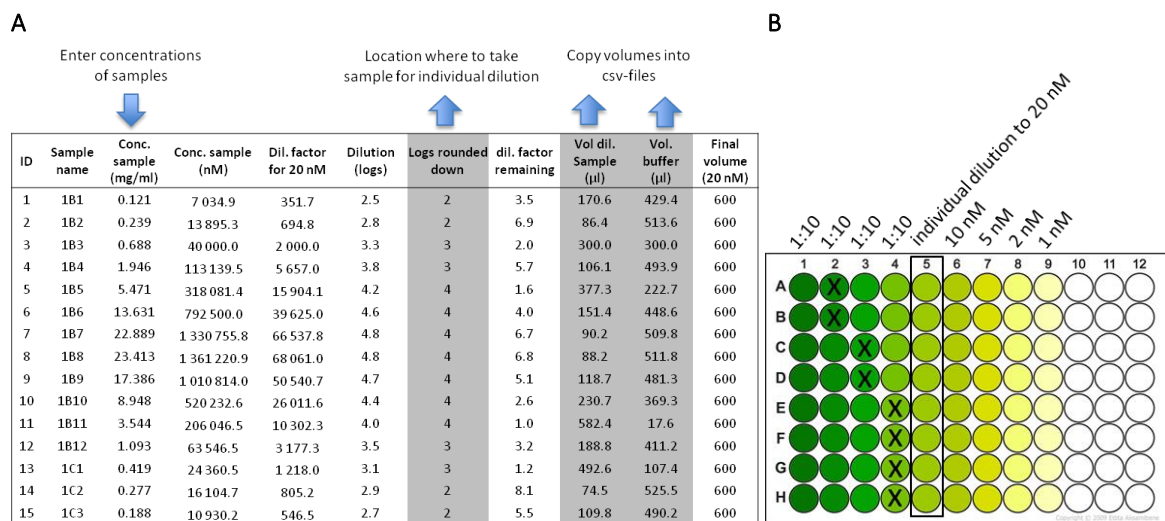 A
B
Enter concentrations
of samples
Location where to take
sample for individual dilution
Copy volumes into
csv-files
ID Sample name Conc. sample (mg/ml) Conc. sample (nM) Dil. factor for 20 nM Dilution (logs) Logs rounded down dil. factor remaining Vol dil. Sample (µl) Vol. buffer (µl) Final volume (20 nM)
1 1B1 0.121 7 034.9 351.7 2.5 2 3.5 170.6 429.4 600
2 1B2 0.239 13 895.3 694.8 2.8 2 6.9 86.4 513.6 600
3 1B3 0.688 40 000.0 2 000.0 3.3 3 2.0 300.0 300.0 600
4 1B4 1.946 113 139.5 5 657.0 3.8 3 5.7 106.1 493.9 600
5 1B5 5.471 318 081.4 15 904.1 4.2 4 1.6 377.3 222.7 600
6 1B6 13.631 792 500.0 39 625.0 4.6 4 4.0 151.4 448.6 600
7 1B7 22.889 1 330 755.8 66 537.8 4.8 4 6.7 90.2 509.8 600
8 1B8 23.413 1 361 220.9 68 061.0 4.8 4 6.8 88.2 511.8 600
9 1B9 17.386 1 010 814.0 50 540.7 4.7 4 5.1 118.7 481.3 600
10 1B10 8.948 520 232.6 26 011.6 4.4 4 2.6 230.7 369.3 600
11 1B11 3.544 206 046.5 10 302.3 4.0 4 1.0 582.4 17.6 600
12 1B12 1.093 63 546.5 3 177.3 3.5 3 3.2 188.8 411.2 600
13 1C1 0.419 24 360.5 1 218.0 3.1 3 1.2 492.6 107.4 600
14 1C2 0.277 16 104.7 805.2 2.9 2 8.1 74.5 525.5 600
15 1C3 0.188 10 930.2 546.5 2.7 2 5.5 109.8 490.2 600
1:10
1:10
1:10
1:10
individual dilution to 20 nM
10 nM
5 nM
2 nM
1 nM
1 2 3 4 5 6 7 8 9 10 11 12
A X
B X
C X
D X
E X
F X
G X
H X
Copyright © 2009 Edita Aksamitiene